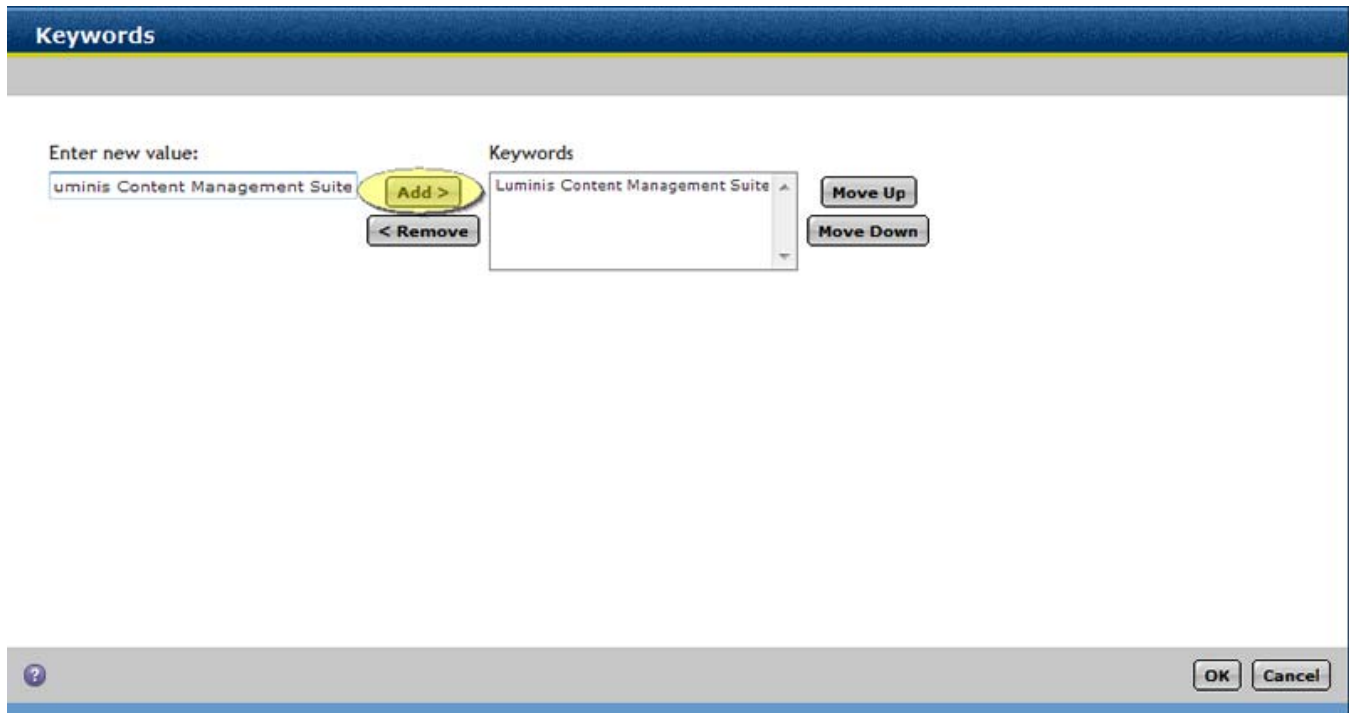 Keywords
Enter new value:
Keywords
uminis Content Management Suite
Add >
Luminis Content Management Suite
Move Up
< Remove
Move Down
?
OK
Cancel